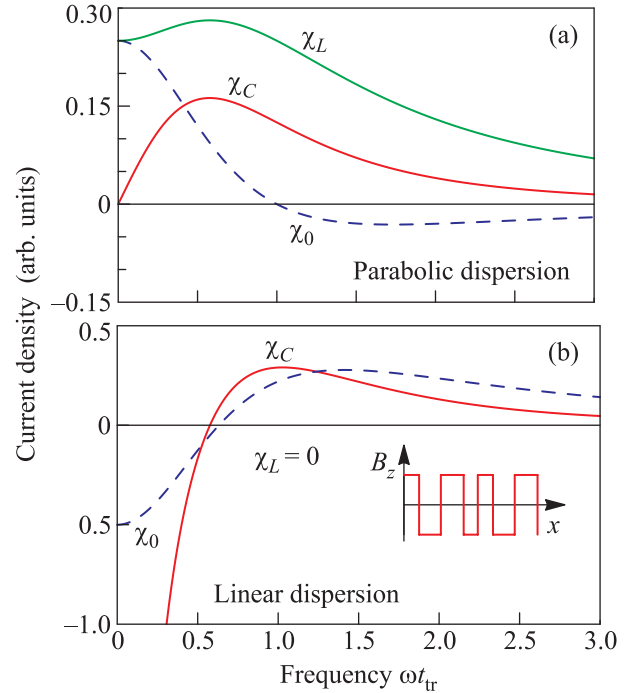 Current density (arb. units)
0.30
0.15
0
–0.15
(a)
χL
χC
χ0
Parabolic dispersion
0.5
0
0.5
–1.0
(b)
χC
χL = 0
Bz
x
χ0
Linear dispersion
0 0.5 1.0 1.5 2.0 2.5 3.0
Frequency ωttr